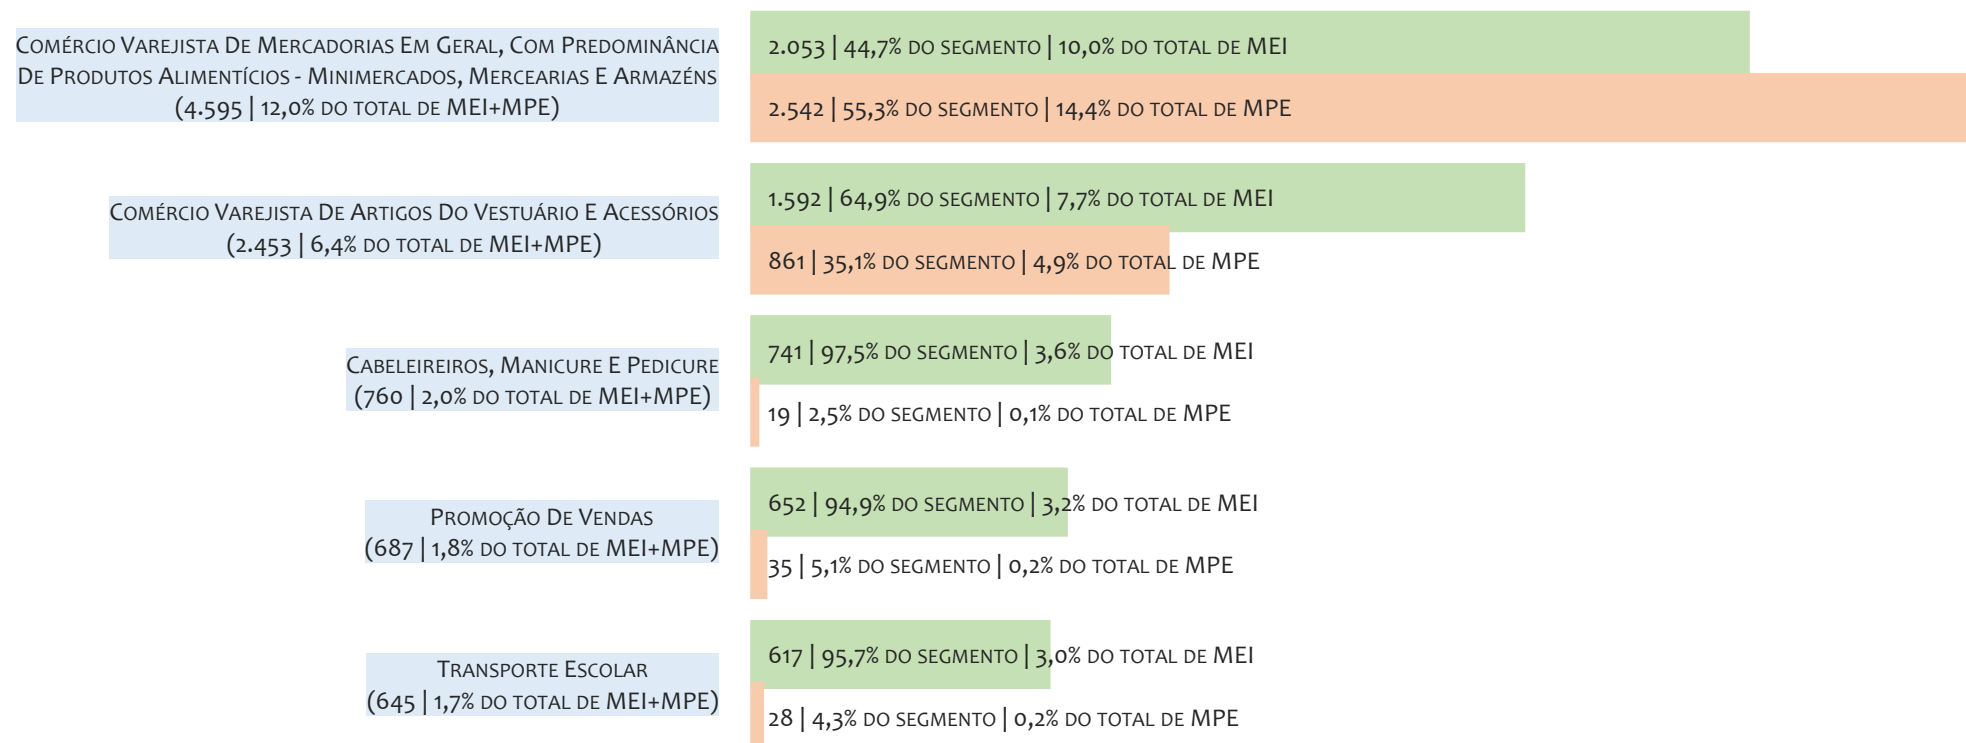 Comércio Varejista De Mercadorias Em Geral, Com Predominância
De Produtos Alimentícios - Minimercados, Mercearias E Armazéns
(4.595 | 12,0% do total de MEI+MPE)
2.053 | 44,7% do segmento | 10,0% do total de MEI
2.542 | 55,3% do segmento | 14,4% do total de MPE
Comércio Varejista De Artigos Do Vestuário E Acessórios
(2.453 | 6,4% do total de MEI+MPE)
1.592 | 64,9% do segmento | 7,7% do total de MEI
861 | 35,1% do segmento | 4,9% do total de MPE
Cabeleireiros, Manicure E Pedicure
(760 | 2,0% do total de MEI+MPE)
741 | 97,5% do segmento | 3,6% do total de MEI
19 | 2,5% do segmento | 0,1% do total de MPE
Promoção De Vendas
(687 | 1,8% do total de MEI+MPE)
652 | 94,9% do segmento | 3,2% do total de MEI
35 | 5,1% do segmento | 0,2% do total de MPE
Transporte Escolar
(645 | 1,7% do total de MEI+MPE)
617 | 95,7% do segmento | 3,0% do total de MEI
28 | 4,3% do segmento | 0,2% do total de MPE